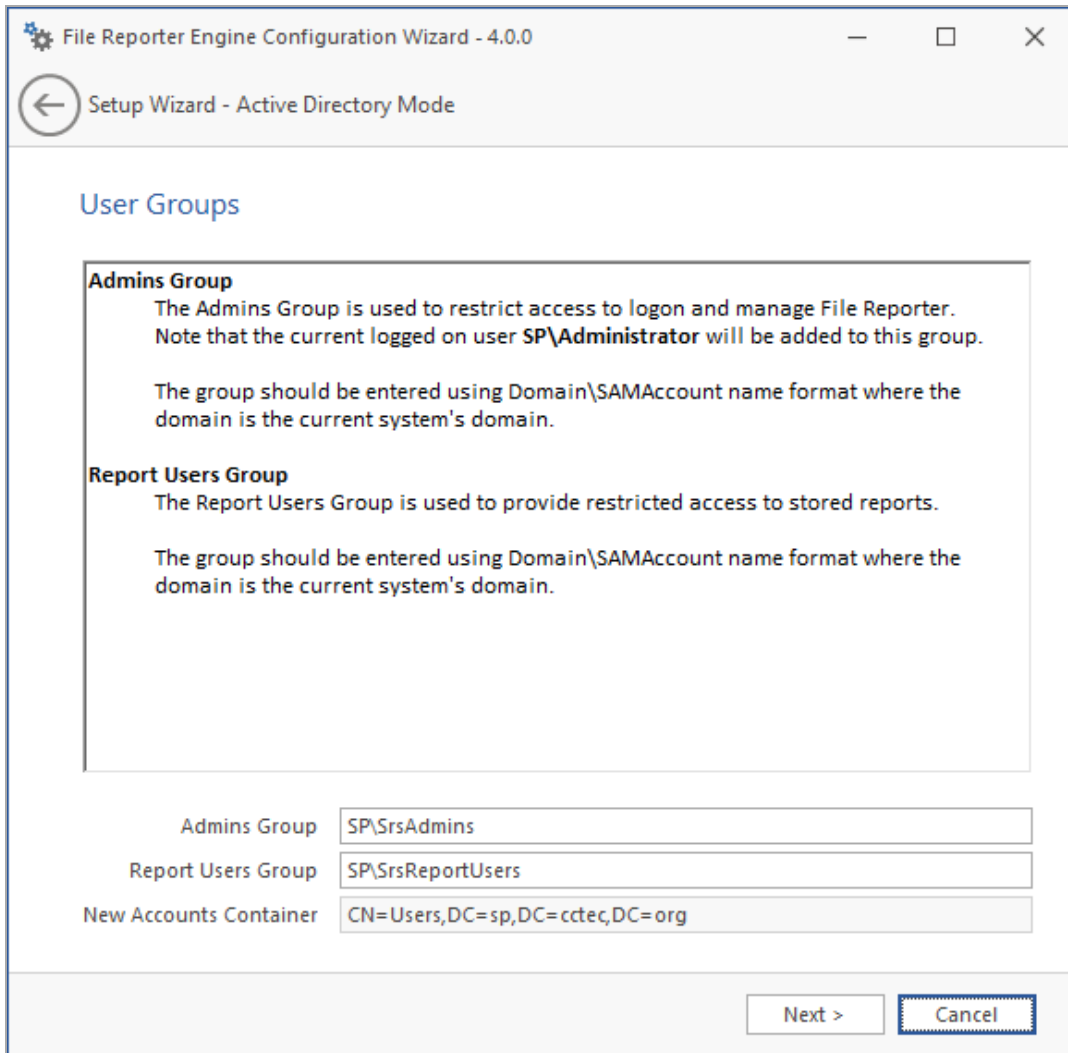 File Reporter Engine Configuration Wizard - 4.0.0
Setup Wizard - Active Directory Mode
User Groups
Admins Group
The Admins Group is used to restrict access to logon and manage File Reporter.
Note that the current logged on user SP\Administrator will be added to this group.
The group should be entered using Domain\SAMAccount name format where the
domain is the current system's domain.
Report Users Group
The Report Users Group is used to provide restricted access to stored reports.
The group should be entered using Domain\SAMAccount name format where the
domain is the current system's domain.
Admins Group SP\SrsAdmins
Report Users Group SP\SrsReportUsers
New Accounts Container CN=Users,DC=sp,DC=cctec,DC=org
Next > Cancel